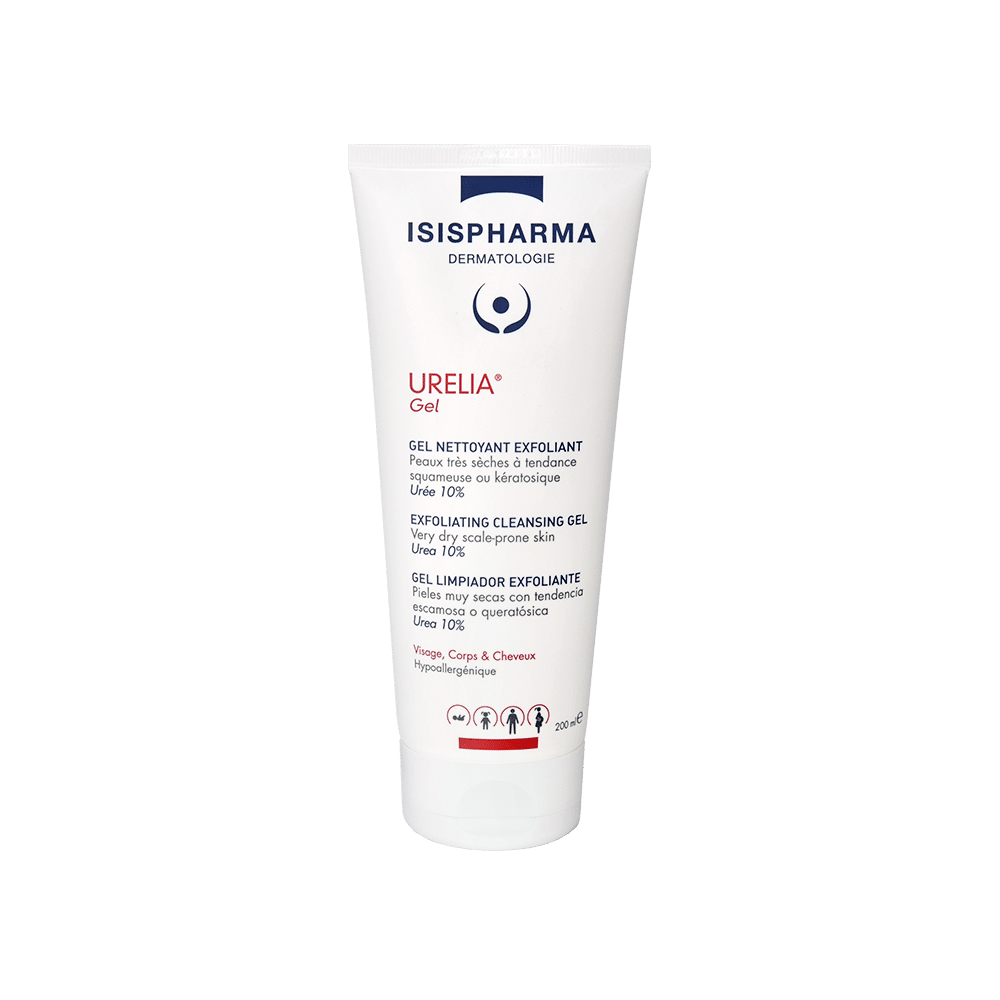 ISISPHARMA
DERMATOLOGIE
URELIA®
Gel
GEL NETTOYANT EXFOLIANT
Peaux très sèches à tendance
squameuse ou kératosique
Urée 10%
EXFOLIATING CLEANSING GEL
Very dry scale-prone skin
Urea 10%
GEL LIMPIADOR EXFOLIANTE
Pieles muy secas con tendencia
escamosa o queratósica
Urea 10%
Visage, Corps & Cheveux
Hypoallergénique
200 ml ℮